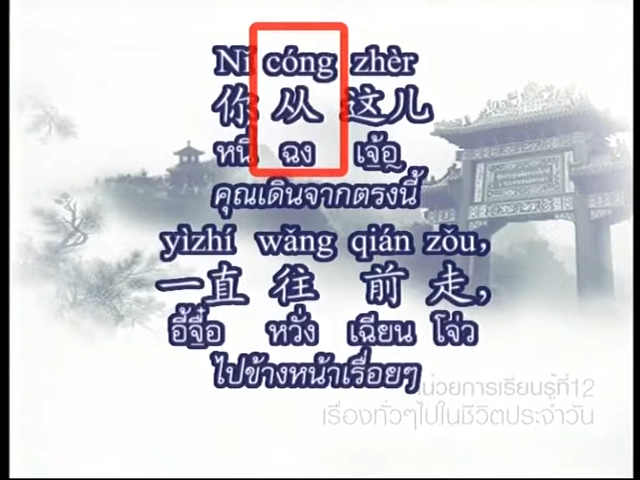 Nǐ cóng zhèr
你 从 这儿
หนี่ ฉง เจ้อ
คุณเดินจากตรงนี้
yìzhí wǎng qián zǒu,
一直 往 前 走,
อี้จื๋อ หวั่ง เฉียน โจ่ว
ไปข้างหน้าเรื่อยๆ
หน่วยการเรียนรู้ที่12
เรื่องทั่วๆไปในชีวิตประจำวัน